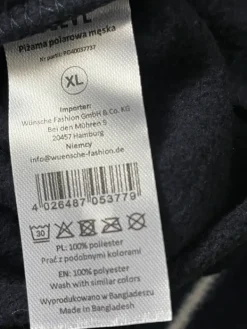 Piżama polarowa męska
XL
Importer:
Wünsche Fashion GmbH & Co. KG
Bei den Mühren 5
20457 Hamburg
Niemcy
info@wuensche-fashion.de
4 026487 053779
30
PL: 100% poliester
Prać z podobnymi kolorami
EN: 100% polyester
Wash with similar colors
Wyprodukowano w Bangladeszu
Made in Bangladesh